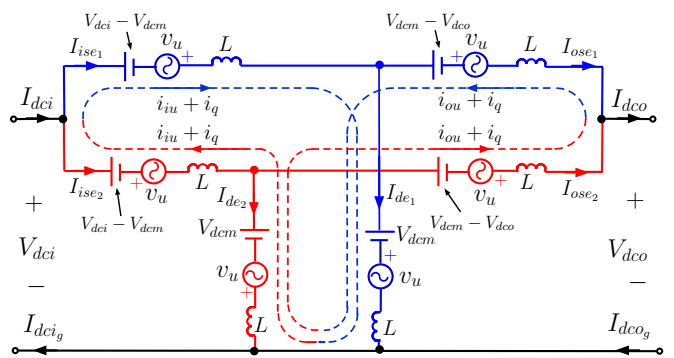 V_{dci} − V_{dcm}
V_{dcm} − V_{dco}
I_{ise_1} v_u + L
v_u + L I_{ose_1}
I_{dci} i_{iu} + i_q i_{ou} + i_q I_{dco}
i_{iu} + i_q i_{ou} + i_q
I_{ise_2} + v_u L I_{de_2} I_{de_1} + v_u L I_{ose_2}
+ V_{dci} − V_{dcm} V_{dcm} V_{dcm} V_{dcm} − V_{dco} +
V_{dci} + V_{dco}
v_u v_u
− + −
I_{dci_g} L L I_{dco_g}